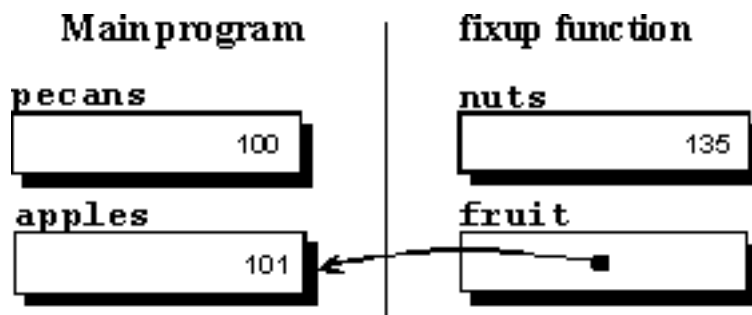 Main program
fixup function
pecans
nuts
100
135
apples
fruit
101